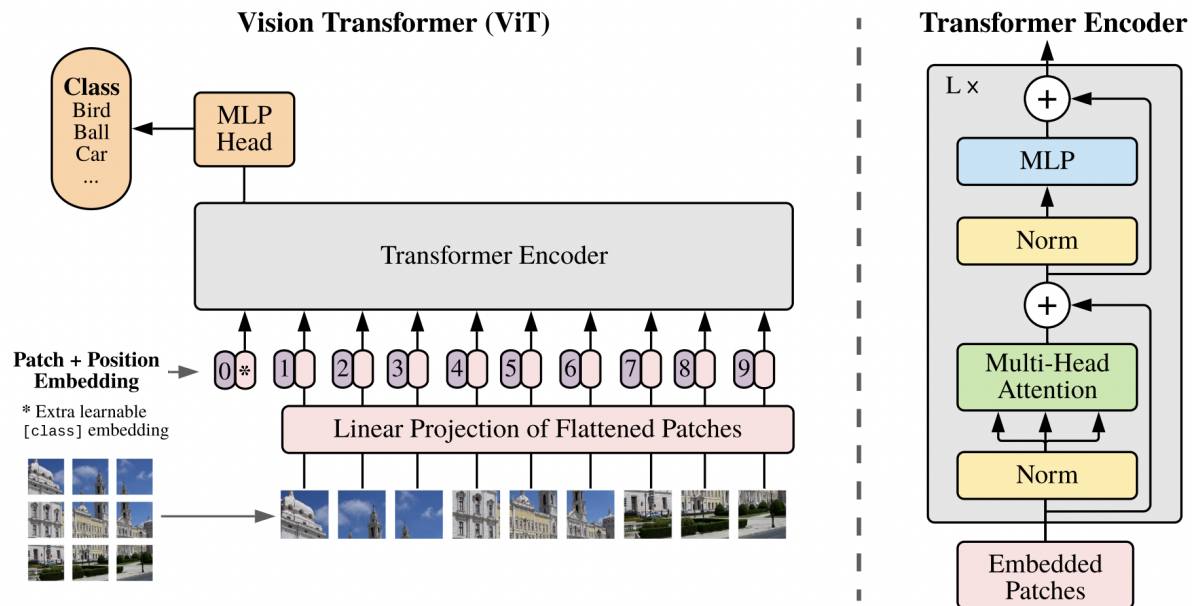 Vision Transformer (ViT)
Class
Bird
Ball
Car
...
MLP
Head
Transformer Encoder
0 * 1 2 3 4 5 6 7 8 9
Patch + Position
Embedding
* Extra learnable
[class] embedding
Linear Projection of Flattened Patches
Transformer Encoder
L ×
+
MLP
Norm
+
Multi-Head
Attention
Norm
Embedded
Patches